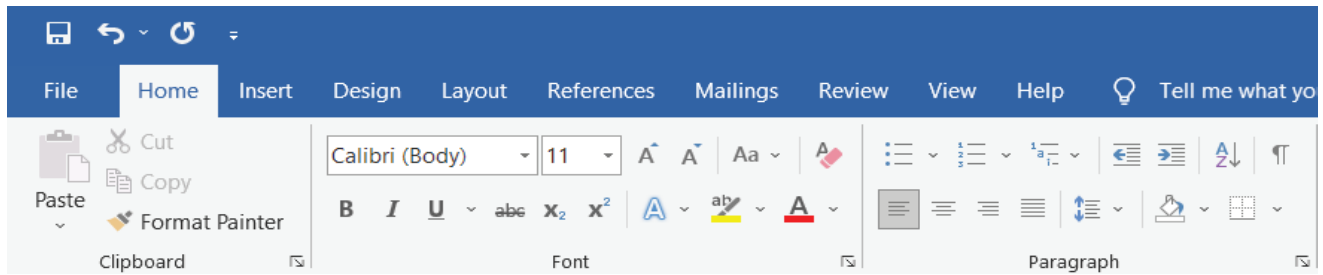 File Home Insert Design Layout References Mailings Review View Help Tell me what yo
Cut
Calibri (Body) 11 A A Aa A
Copy
Paste
Format Painter
B I U abc x₂ x² A ab A
Clipboard Font Paragraph